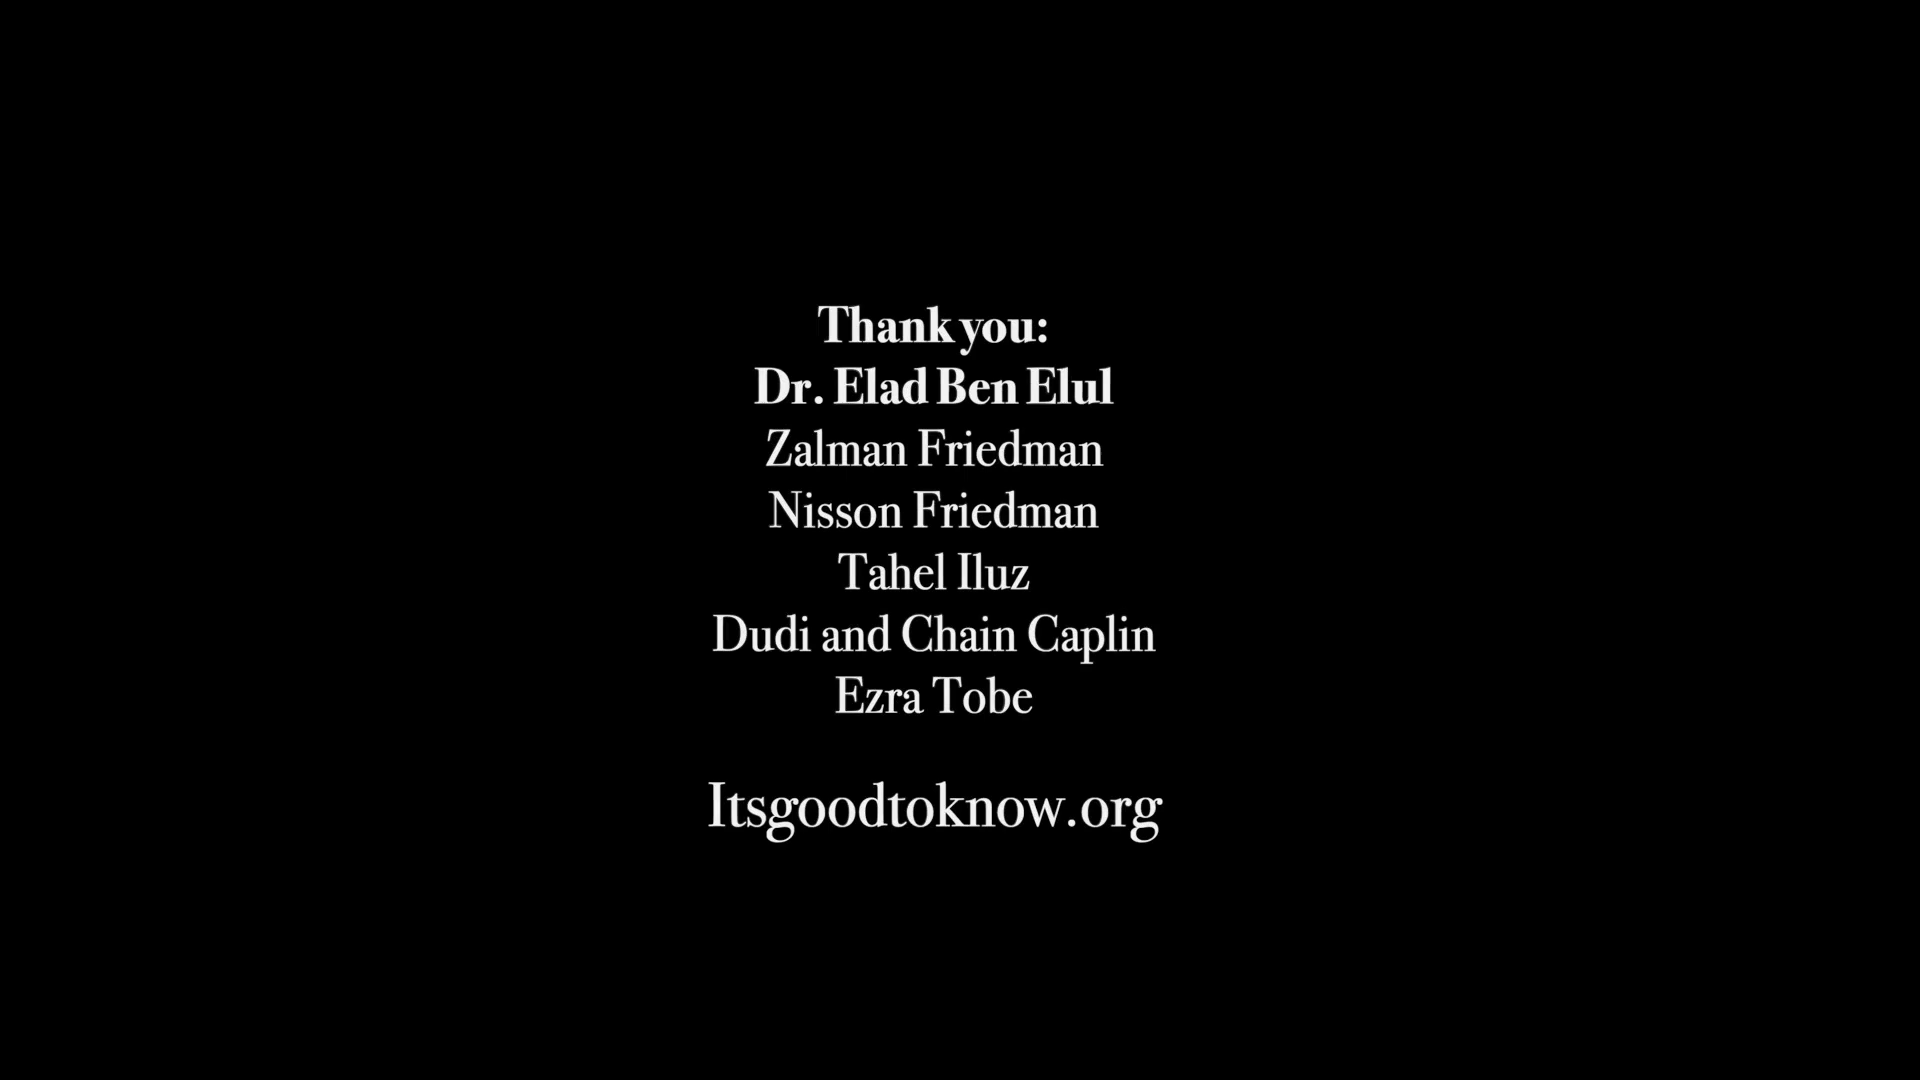 Thank you:
Dr. Elad Ben Elul
Zalman Friedman
Nisson Friedman
Tahel Iluz
Dudi and Chain Caplin
Ezra Tobe
Itsgoodtoknow.org